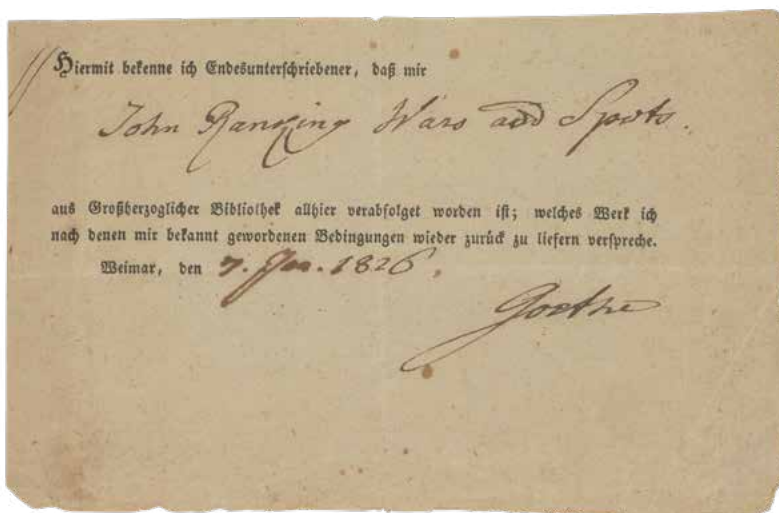 Hiermit bekenne ich Endesunterschriebener, daß mir
John Ranking Wars and Sports.
aus Großherzoglicher Bibliothek allhier verabfolget worden ist; welches Werk ich
nach denen mir bekannt gewordenen Bedingungen wieder zurück zu liefern verspreche.
Weimar, den 7. 1826.
Goethe